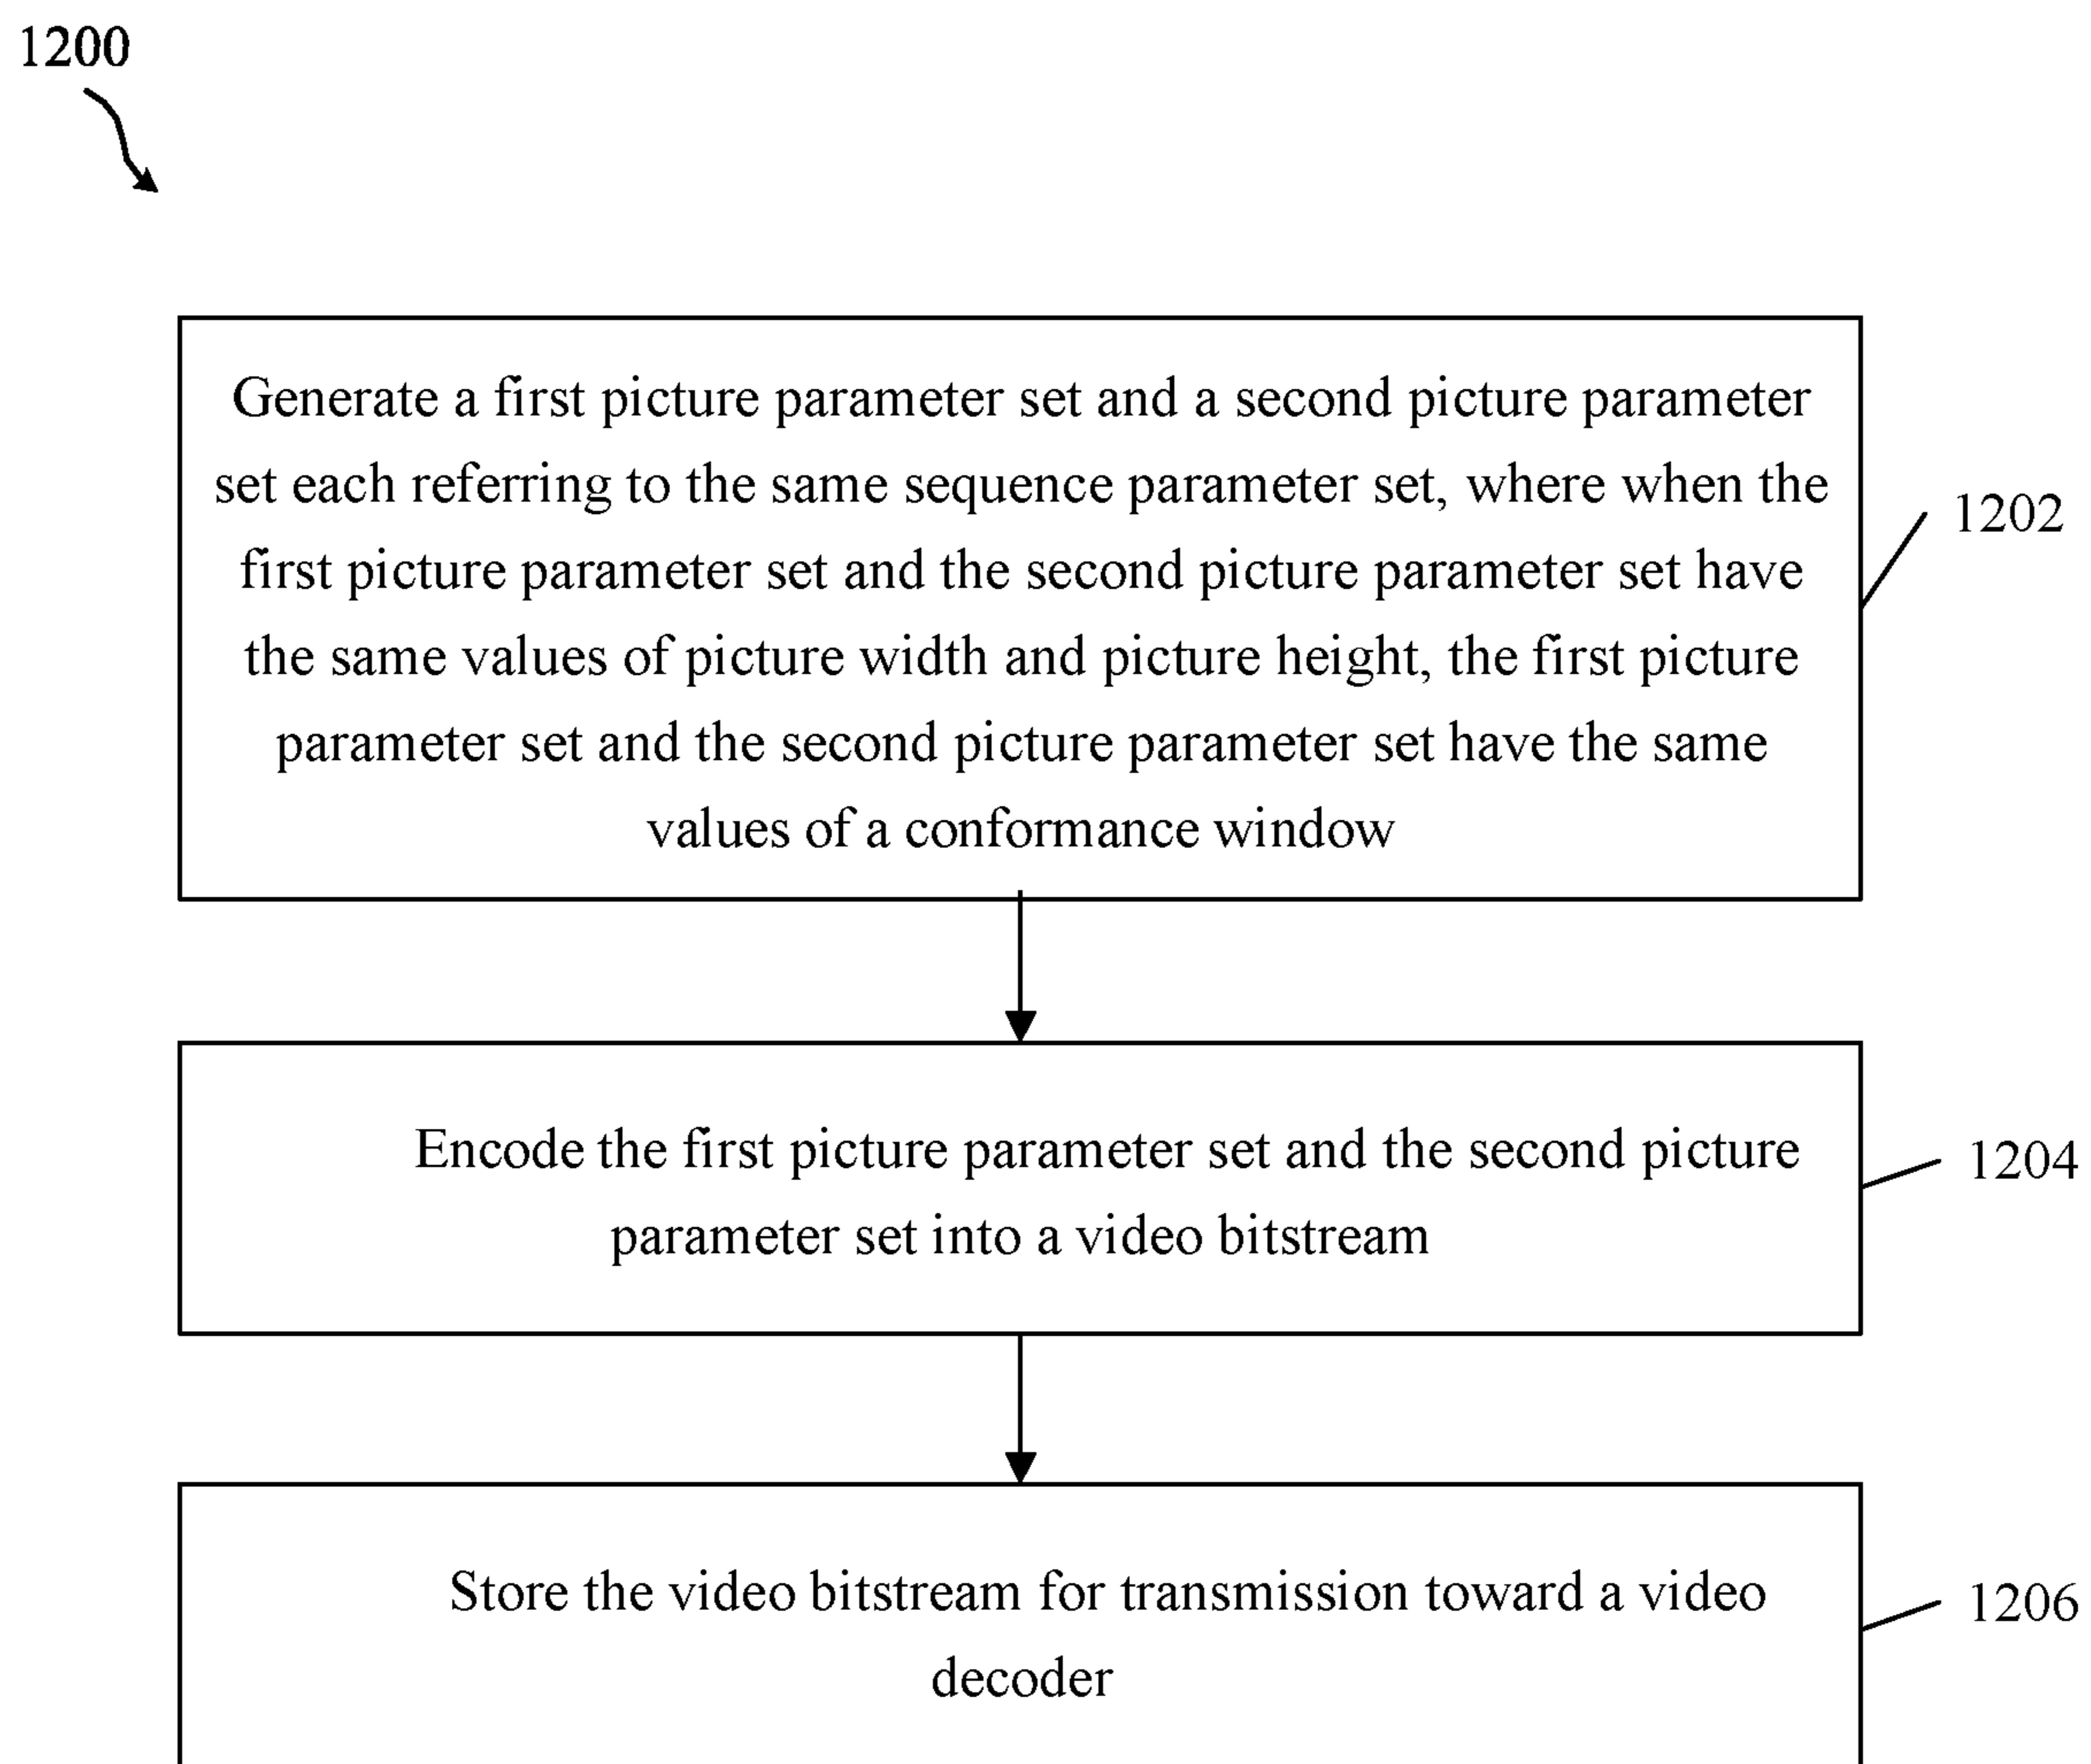 1200
Generate a first picture parameter set and a second picture parameter
set each referring to the same sequence parameter set, where when the
first picture parameter set and the second picture parameter set have
the same values of picture width and picture height, the first picture
parameter set and the second picture parameter set have the same
values of a conformance window
1202
Encode the first picture parameter set and the second picture
parameter set into a video bitstream
1204
Store the video bitstream for transmission toward a video
decoder
1206